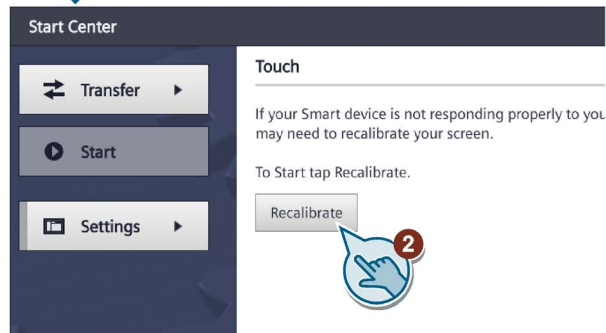 Start Center
Transfer
Start
Settings
Touch
If your Smart device is not responding properly to you
may need to recalibrate your screen.
To Start tap Recalibrate.
Recalibrate
2